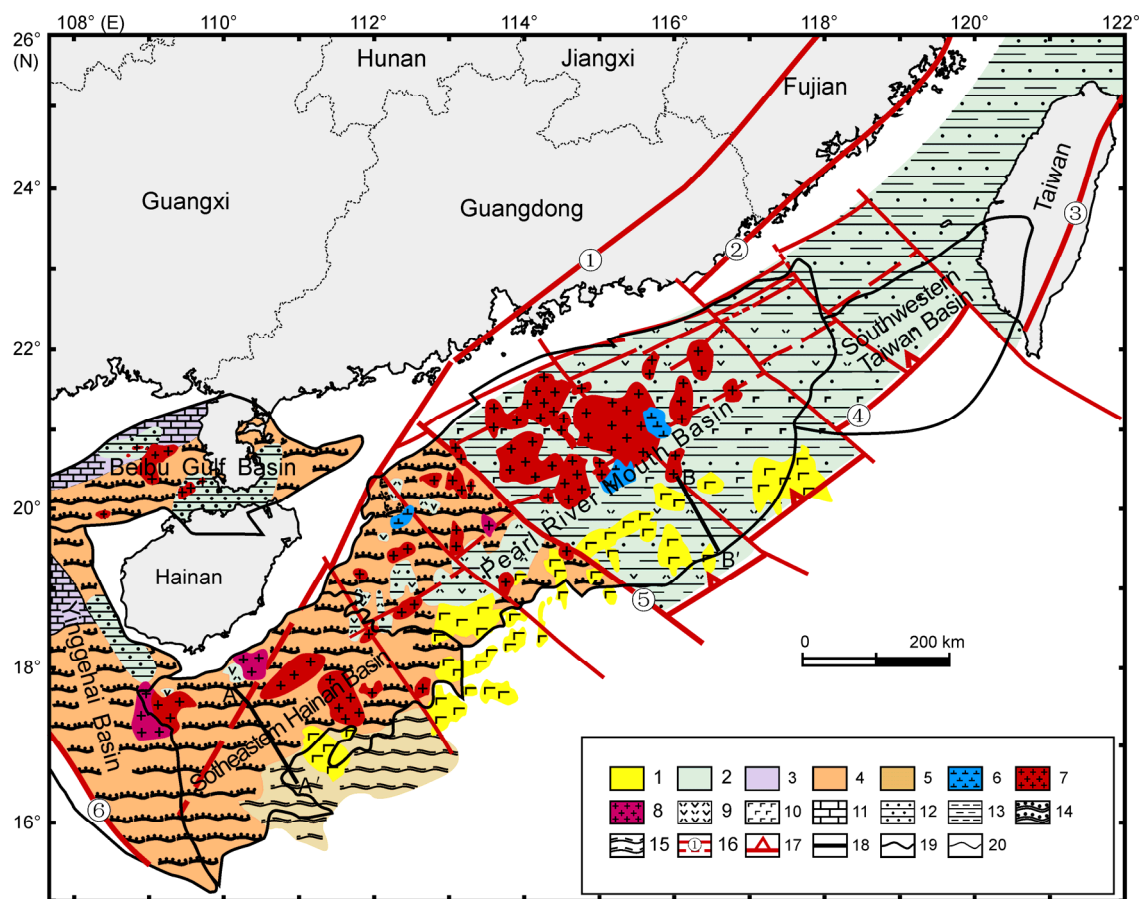 108° (E) 110° 112° 114° 116° 118° 120° 122°
26°
(N)
Hunan Jiangxi
Fujian
24°
Guangxi
Guangdong
Taiwan
③
①
②
Southwestern
Taiwan Basin
22°
④
Pearl River Mouth Basin
Beibu Gulf Basin
B
20°
B'
Hainan
⑤
Yinggehai Basin
0 200 km
18°
A
Sotheastern Hainan Basin
A'
⑥
16°
1 2 3 4 5 6 7
8 9 10 11 12 13 14
15 ① 16 17 18 19 20